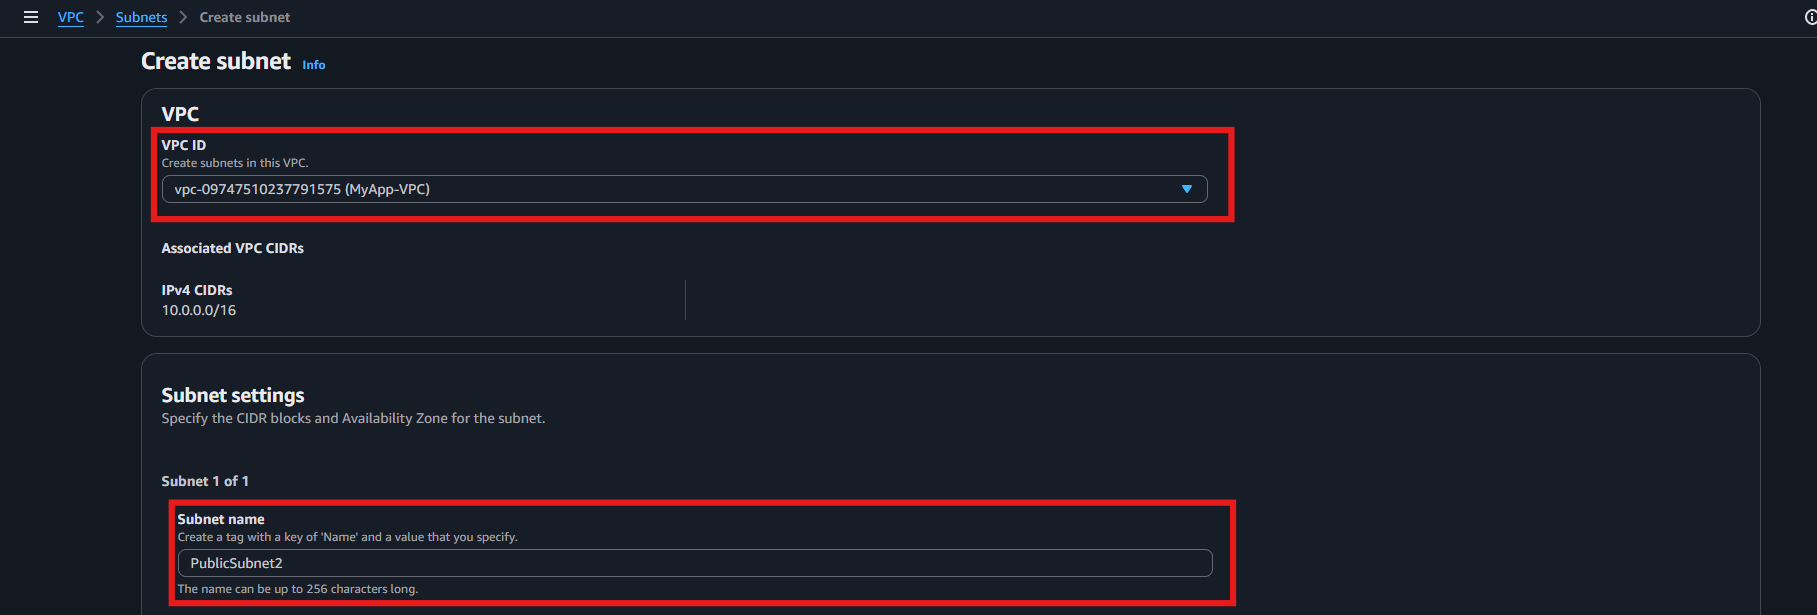 VPC > Subnets > Create subnet
Create subnet Info
VPC
VPC ID
Create subnets in this VPC.
vpc-09747510237791575 (MyApp-VPC)
Associated VPC CIDRs
IPv4 CIDRs
10.0.0.0/16
Subnet settings
Specify the CIDR blocks and Availability Zone for the subnet.
Subnet 1 of 1
Subnet name
Create a tag with a key of 'Name' and a value that you specify.
PublicSubnet2
The name can be up to 256 characters long.